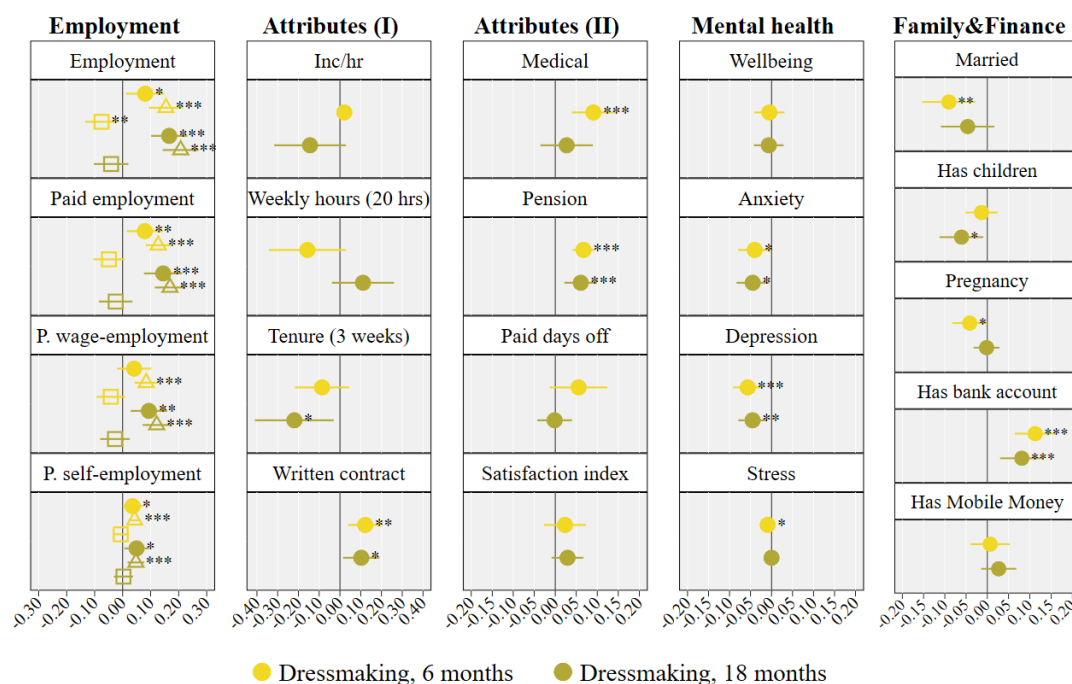 Employment Attributes (I) Attributes (II) Mental health Family&Finance
Employment Inc/hr Medical Wellbeing Married
* *** ** *** *** *** **
Has children
*
Paid employment Weekly hours (20 hrs) Pension Anxiety
** *** *** *** *** *** * *
Pregnancy
*
P. wage-employment Tenure (3 weeks) Paid days off Depression
*** ** *** * *** **
Has bank account
*** ***
P. self-employment Written contract Satisfaction index Stress
* *** * *** ** * *
Has Mobile Money
-0.30 -0.20 -0.10 0.00 0.10 0.20 0.30 -0.40 -0.30 -0.20 -0.10 0.00 0.10 0.20 0.30 0.40 -0.20 -0.15 -0.10 -0.05 0.00 0.05 0.10 0.15 0.20 -0.20 -0.15 -0.10 -0.05 0.00 0.05 0.10 0.15 0.20 -0.20 -0.15 -0.10 -0.05 0.00 0.05 0.10 0.15 0.20
Dressmaking, 6 months Dressmaking, 18 months